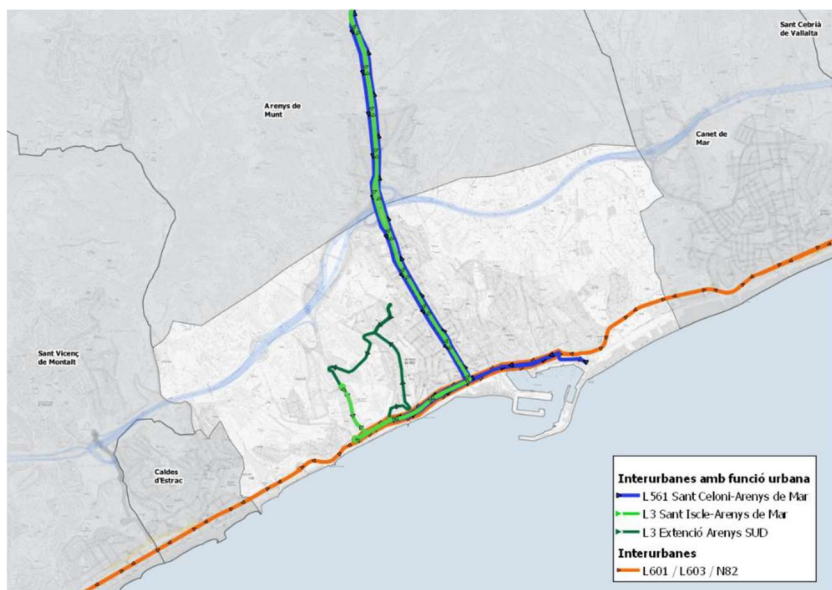 Sant Cebrià
de Vallalta
Arenys de
Munt
Canet de
Mar
Sant Vicenç
de Montalt
Caldes
d'Estrac
Interurbanes amb funció urbana
L561 Sant Celoni-Arenys de Mar
L3 Sant Iscle-Arenys de Mar
L3 Extenció Arenys SUD
Interurbanes
L601 / L603 / N82